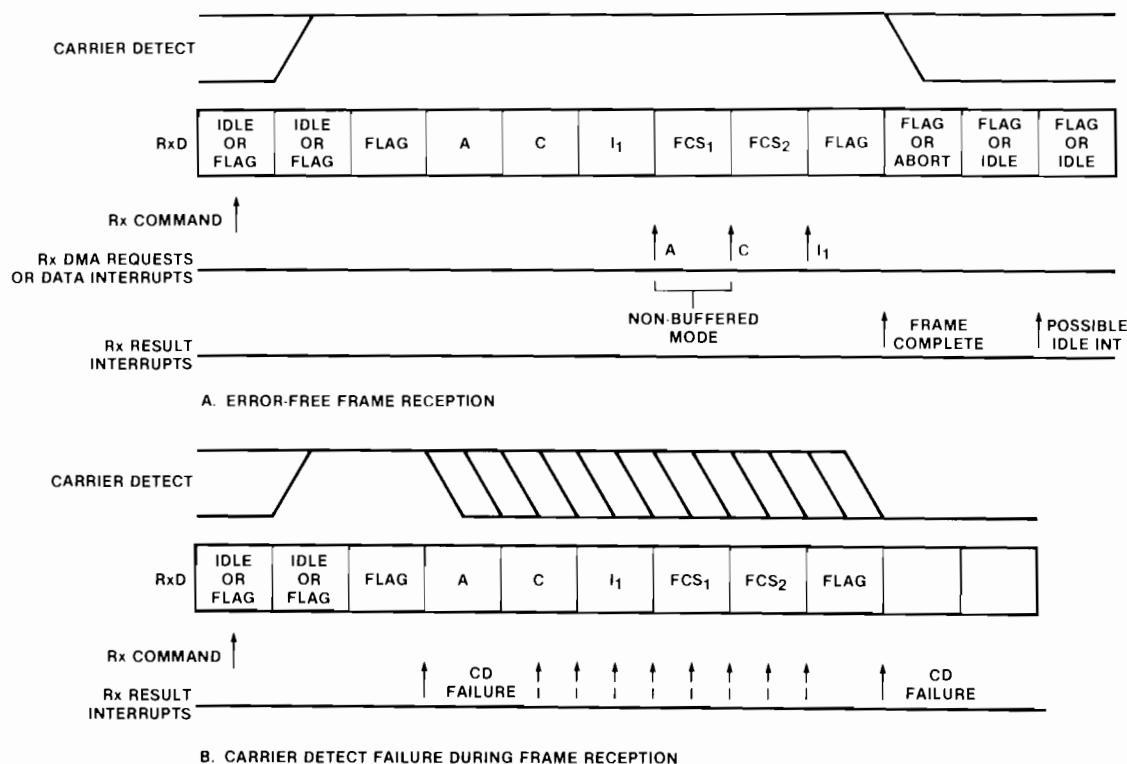 CARRIER DETECT
RxD
IDLE OR FLAG
IDLE OR FLAG
FLAG
A
C
I₁
FCS₁
FCS₂
FLAG
FLAG OR ABORT
FLAG OR IDLE
FLAG OR IDLE
Rx COMMAND
Rx DMA REQUESTS
OR DATA INTERRUPTS
A
C
I₁
NON-BUFFERED
MODE
Rx RESULT
INTERRUPTS
FRAME
COMPLETE
POSSIBLE
IDLE INT
A. ERROR-FREE FRAME RECEPTION
CARRIER DETECT
RxD
IDLE OR FLAG
IDLE OR FLAG
FLAG
A
C
I₁
FCS₁
FCS₂
FLAG
Rx COMMAND
Rx RESULT
INTERRUPTS
CD
FAILURE
CD
FAILURE
B. CARRIER DETECT FAILURE DURING FRAME RECEPTION